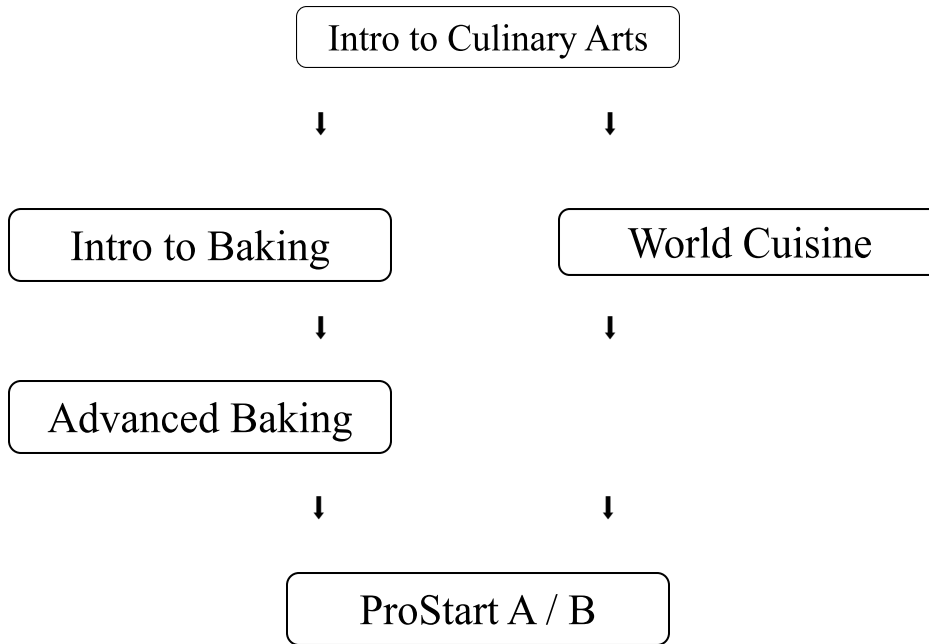 Intro to Culinary Arts
Intro to Baking
World Cuisine
Advanced Baking
ProStart A / B